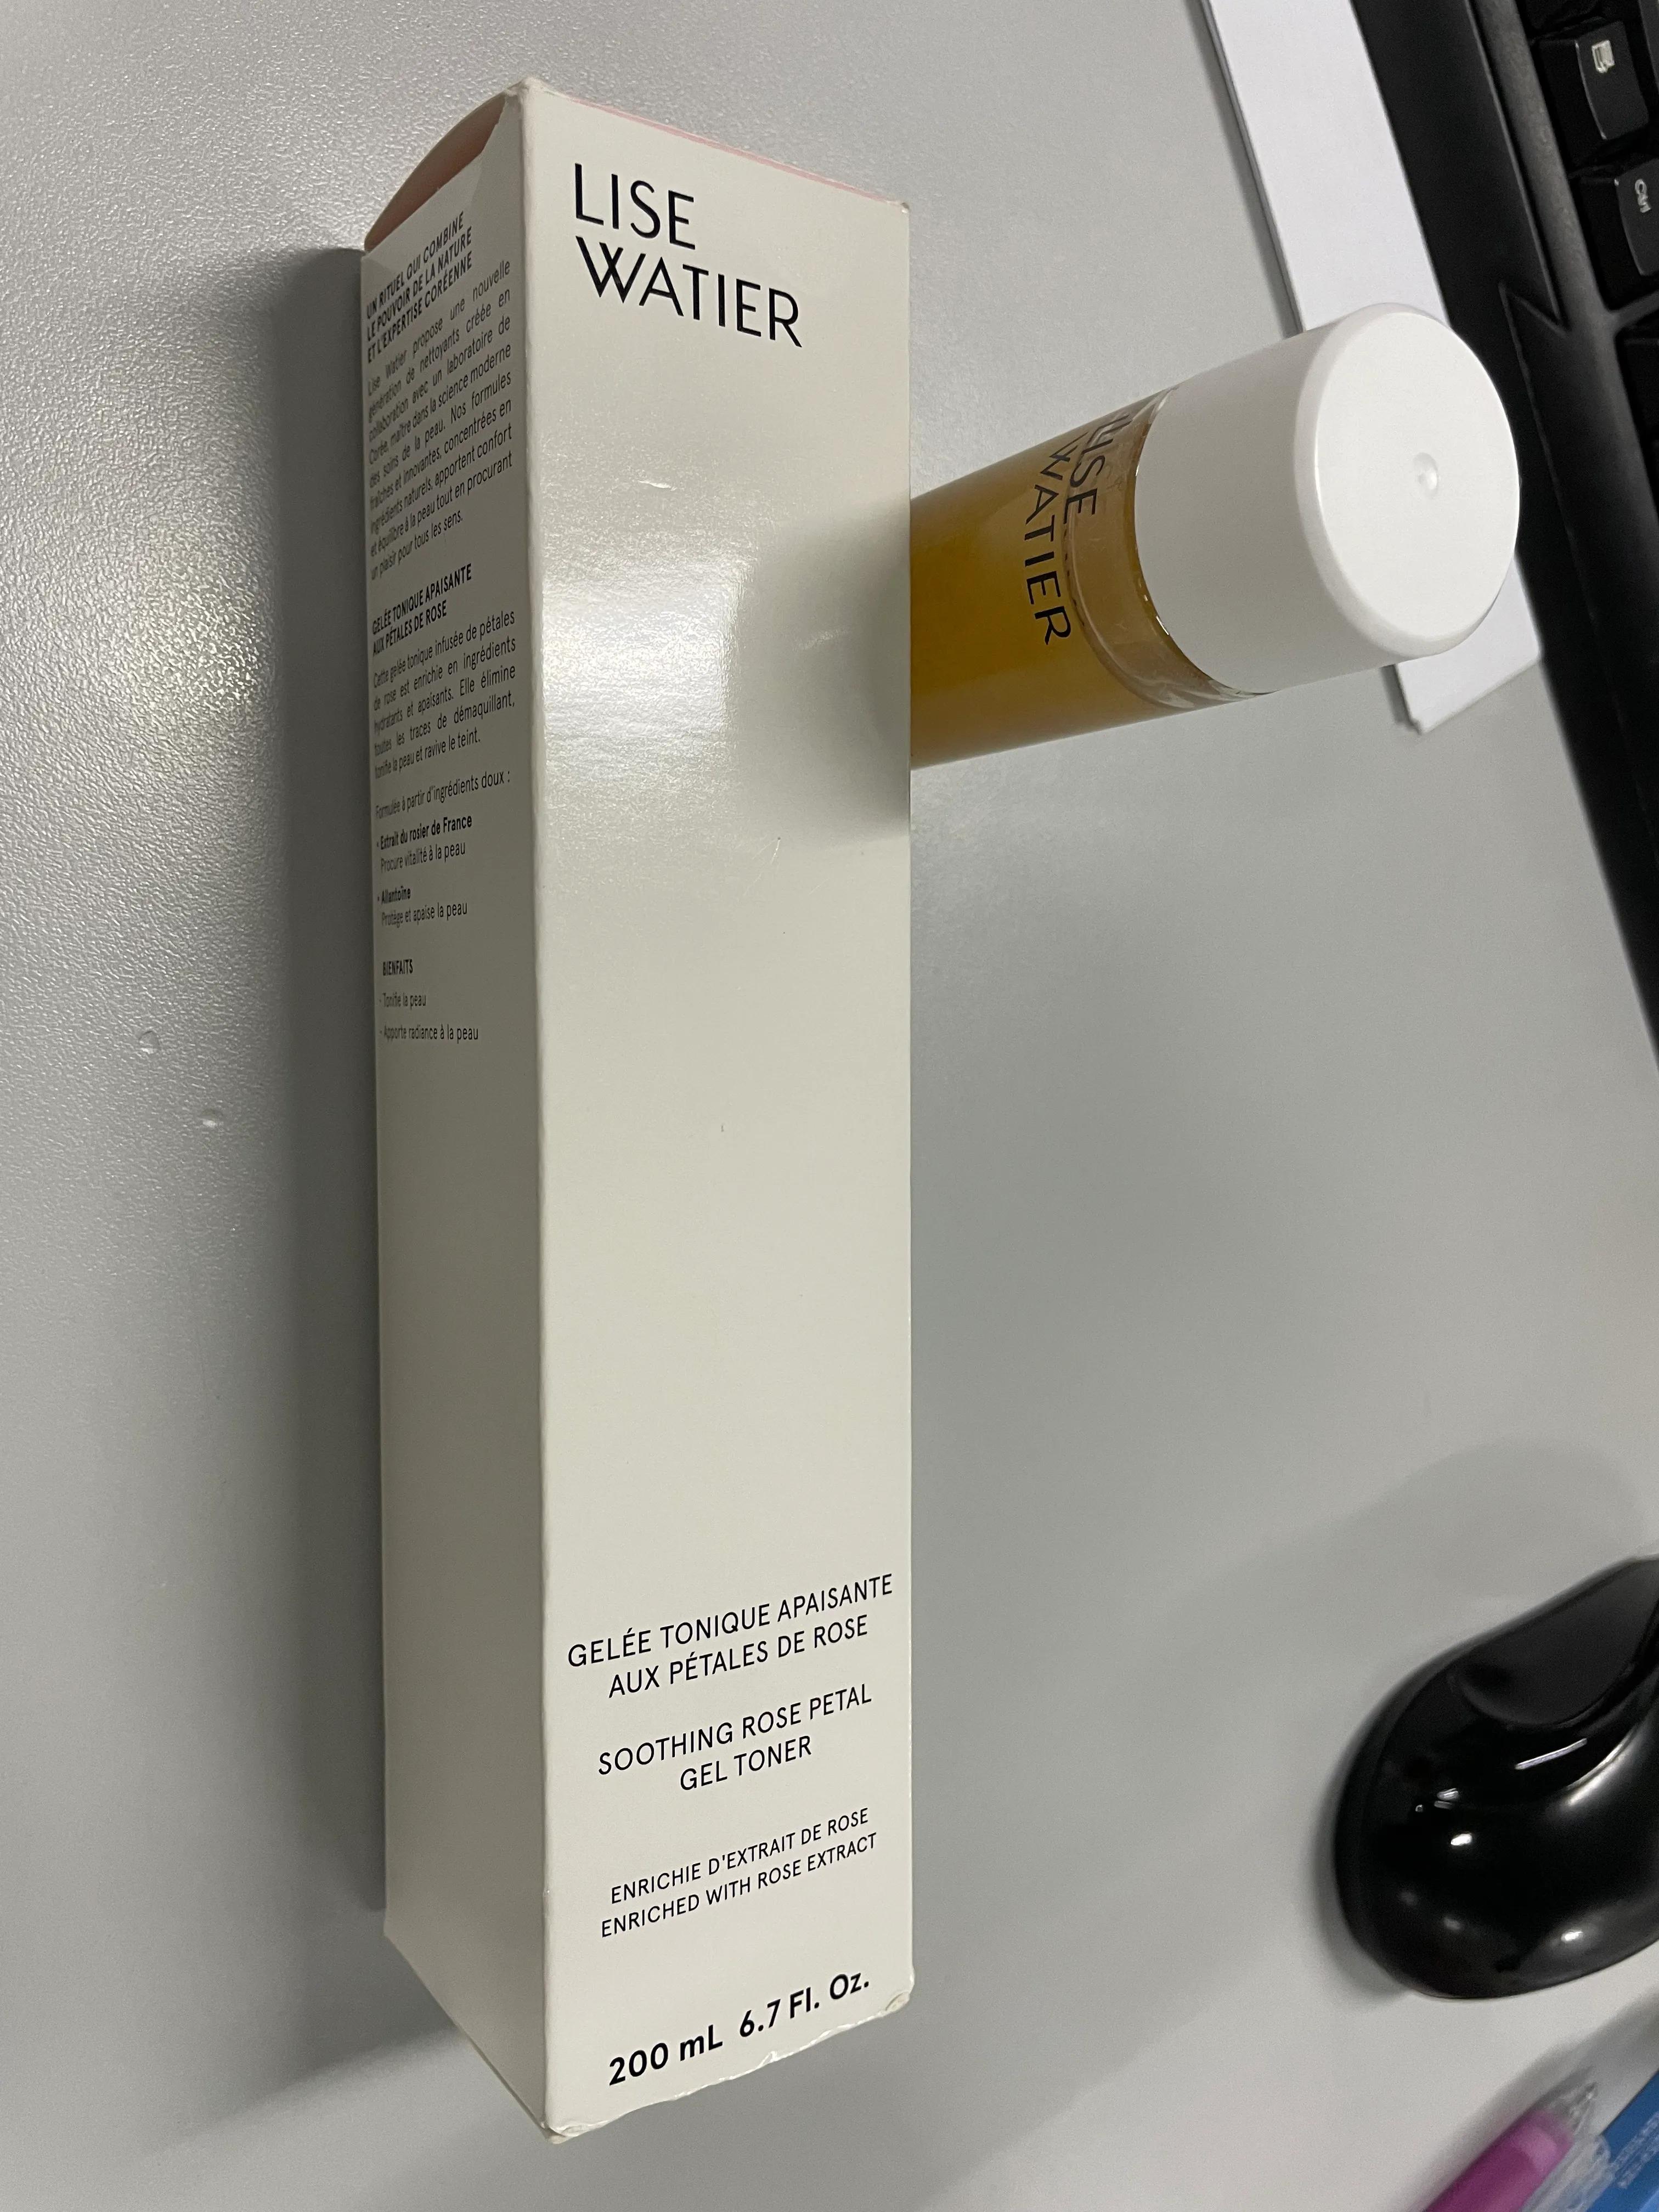 LISE
WATIER
GELÉE TONIQUE APAISANTE
AUX PÉTALES DE ROSE
SOOTHING ROSE PETAL
GEL TONER
ENRICHIE D'EXTRAIT DE ROSE
ENRICHED WITH ROSE EXTRACT
200 mL 6.7 Fl. Oz.
UN RITUEL QUI COMBINE
LE POUVOIR DE LA NATURE
ET L'EXPERTISE CORÉENNE
Lise Watier propose une nouvelle
génération de nettoyants créée en
collaboration avec un laboratoire de
Corée, maître dans la science moderne
des soins de la peau. Nos formules
fraîches et innovantes, concentrées en
ingrédients naturels, apportent confort
et équilibre à la peau tout en procurant
un plaisir pour tous les sens.
GELÉE TONIQUE APAISANTE
AUX PÉTALES DE ROSE
Cette gelée tonique infusée de pétales
de rose est enrichie en ingrédients
hydratants et apaisants. Elle élimine
toutes les traces de démaquillant,
tonifie la peau et ravive le teint.
Formulée à partir d'ingrédients doux :
- Extrait du rosier de France
Procure vitalité à la peau
- Allantoïne
Protège et apaise la peau
BIENFAITS
- Tonifie la peau
- Apporte radiance à la peau
LISE
WATIER
Ctrl